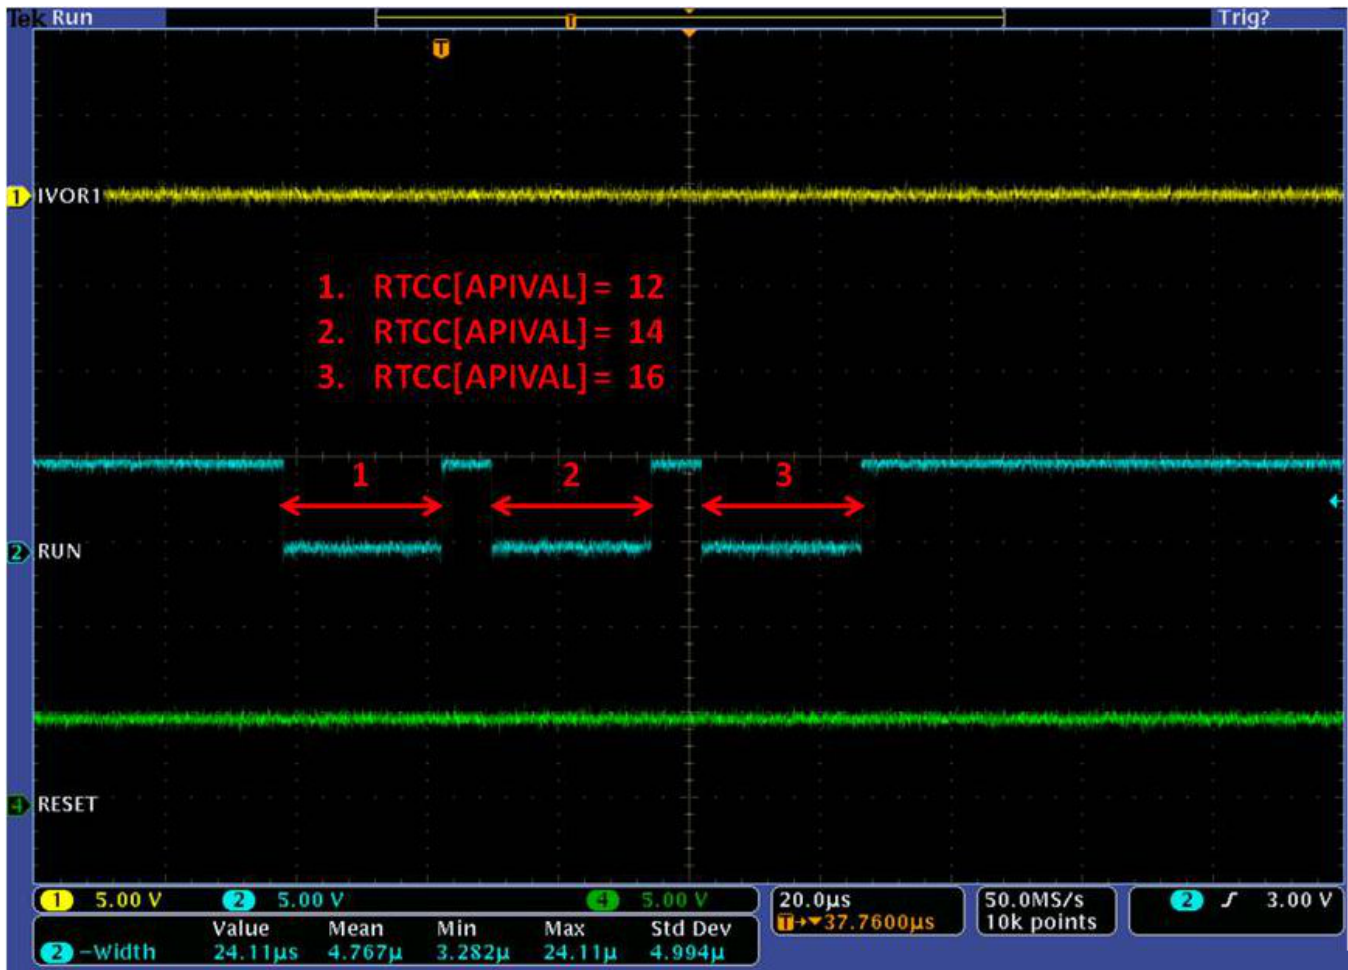 Tek Run Trig?
T
T
1 IVOR1
1. RTCC[APIVAL] = 12
2. RTCC[APIVAL] = 14
3. RTCC[APIVAL] = 16
1 2 3
2 RUN
4 RESET
1 5.00 V 2 5.00 V 4 5.00 V 20.0µs 50.0MS/s 2 3.00 V
T→▼37.7600µs 10k points
Value Mean Min Max Std Dev
2 −Width 24.11µs 4.767µ 3.282µ 24.11µ 4.994µ